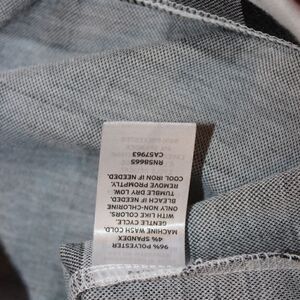 96% POLYESTER
4% SPANDEX
MACHINE WASH COLD.
GENTLE CYCLE.
WITH LIKE COLORS.
ONLY NON-CHLORINE
BLEACH IF NEEDED.
TUMBLE DRY LOW.
REMOVE PROMPTLY.
COOL IRON IF NEEDED.
RN58665
CA57963